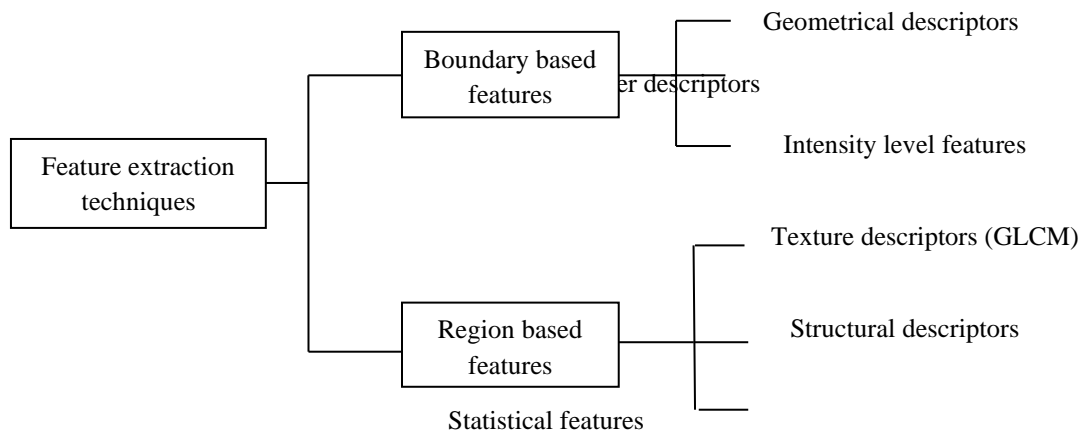 Geometrical descriptors
Boundary based
features
er descriptors
Intensity level features
Feature extraction
techniques
Texture descriptors (GLCM)
Region based
features
Structural descriptors
Statistical features